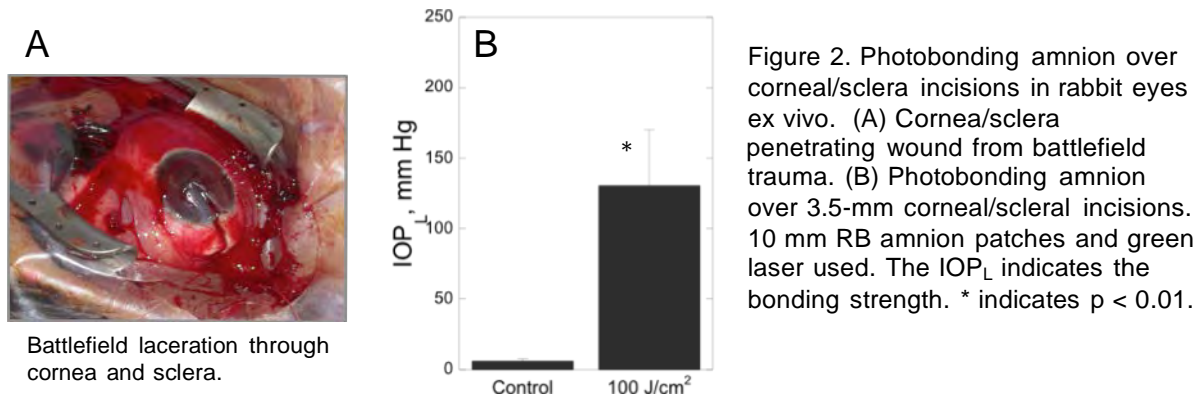 A
Battlefield laceration through
cornea and sclera.
B
IOP_L, mm Hg
250
200
150
100
50
0
*
Control
100 J/cm²
Figure 2. Photobonding amnion over
corneal/sclera incisions in rabbit eyes
ex vivo. (A) Cornea/sclera
penetrating wound from battlefield
trauma. (B) Photobonding amnion
over 3.5-mm corneal/scleral incisions.
10 mm RB amnion patches and green
laser used. The IOP_L indicates the
bonding strength. * indicates p < 0.01.